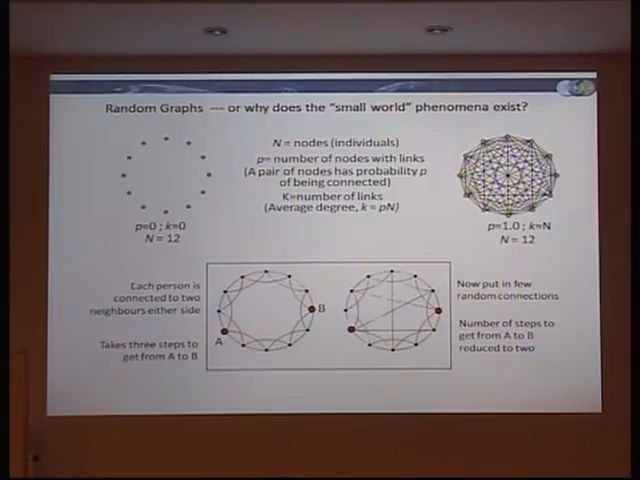 Random Graphs --- or why does the "small world" phenomena exist?
N = nodes (individuals)
p= number of nodes with links
(A pair of nodes has probability p
of being connected)
K=number of links
(Average degree, k = pN)
p=0 ; k=0
N = 12
p=1.0 ; k=N
N = 12
Each person is
connected to two
neighbours either side
Takes three steps to
get from A to B
A
B
Now put in few
random connections
Number of steps to
get from A to B
reduced to two